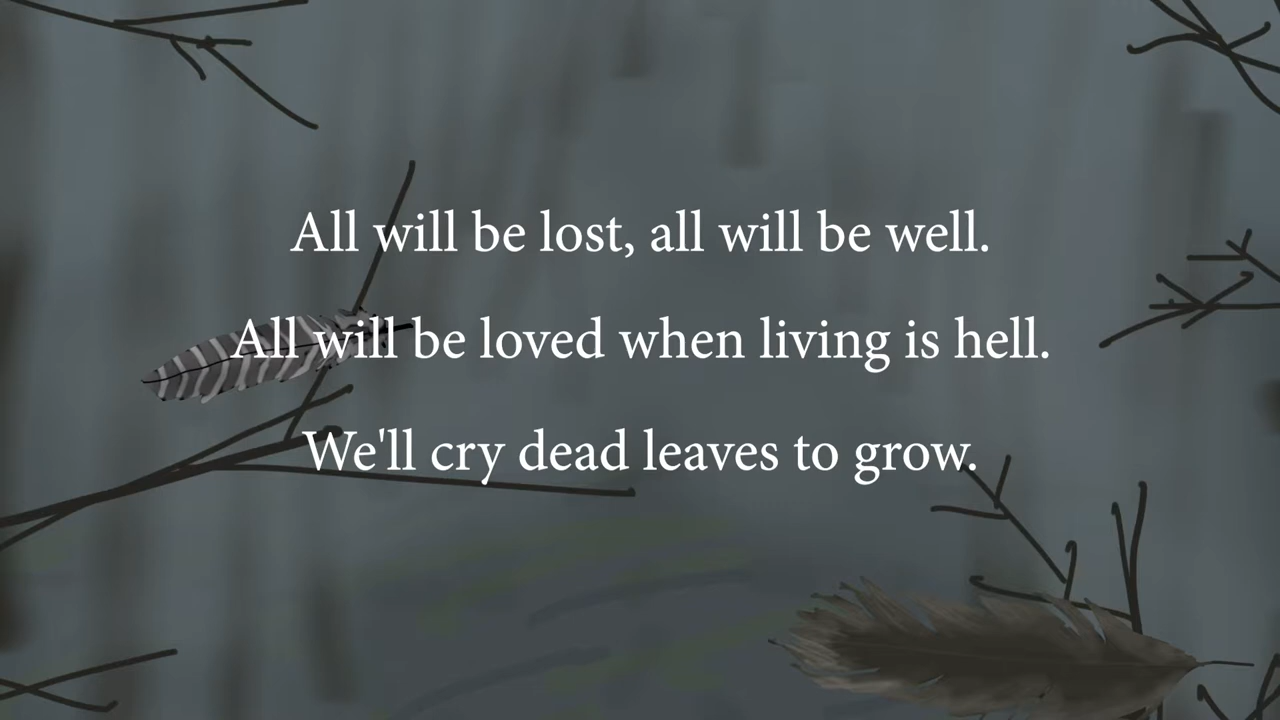 All will be lost, all will be well.
All will be loved when living is hell.
We'll cry dead leaves to grow.